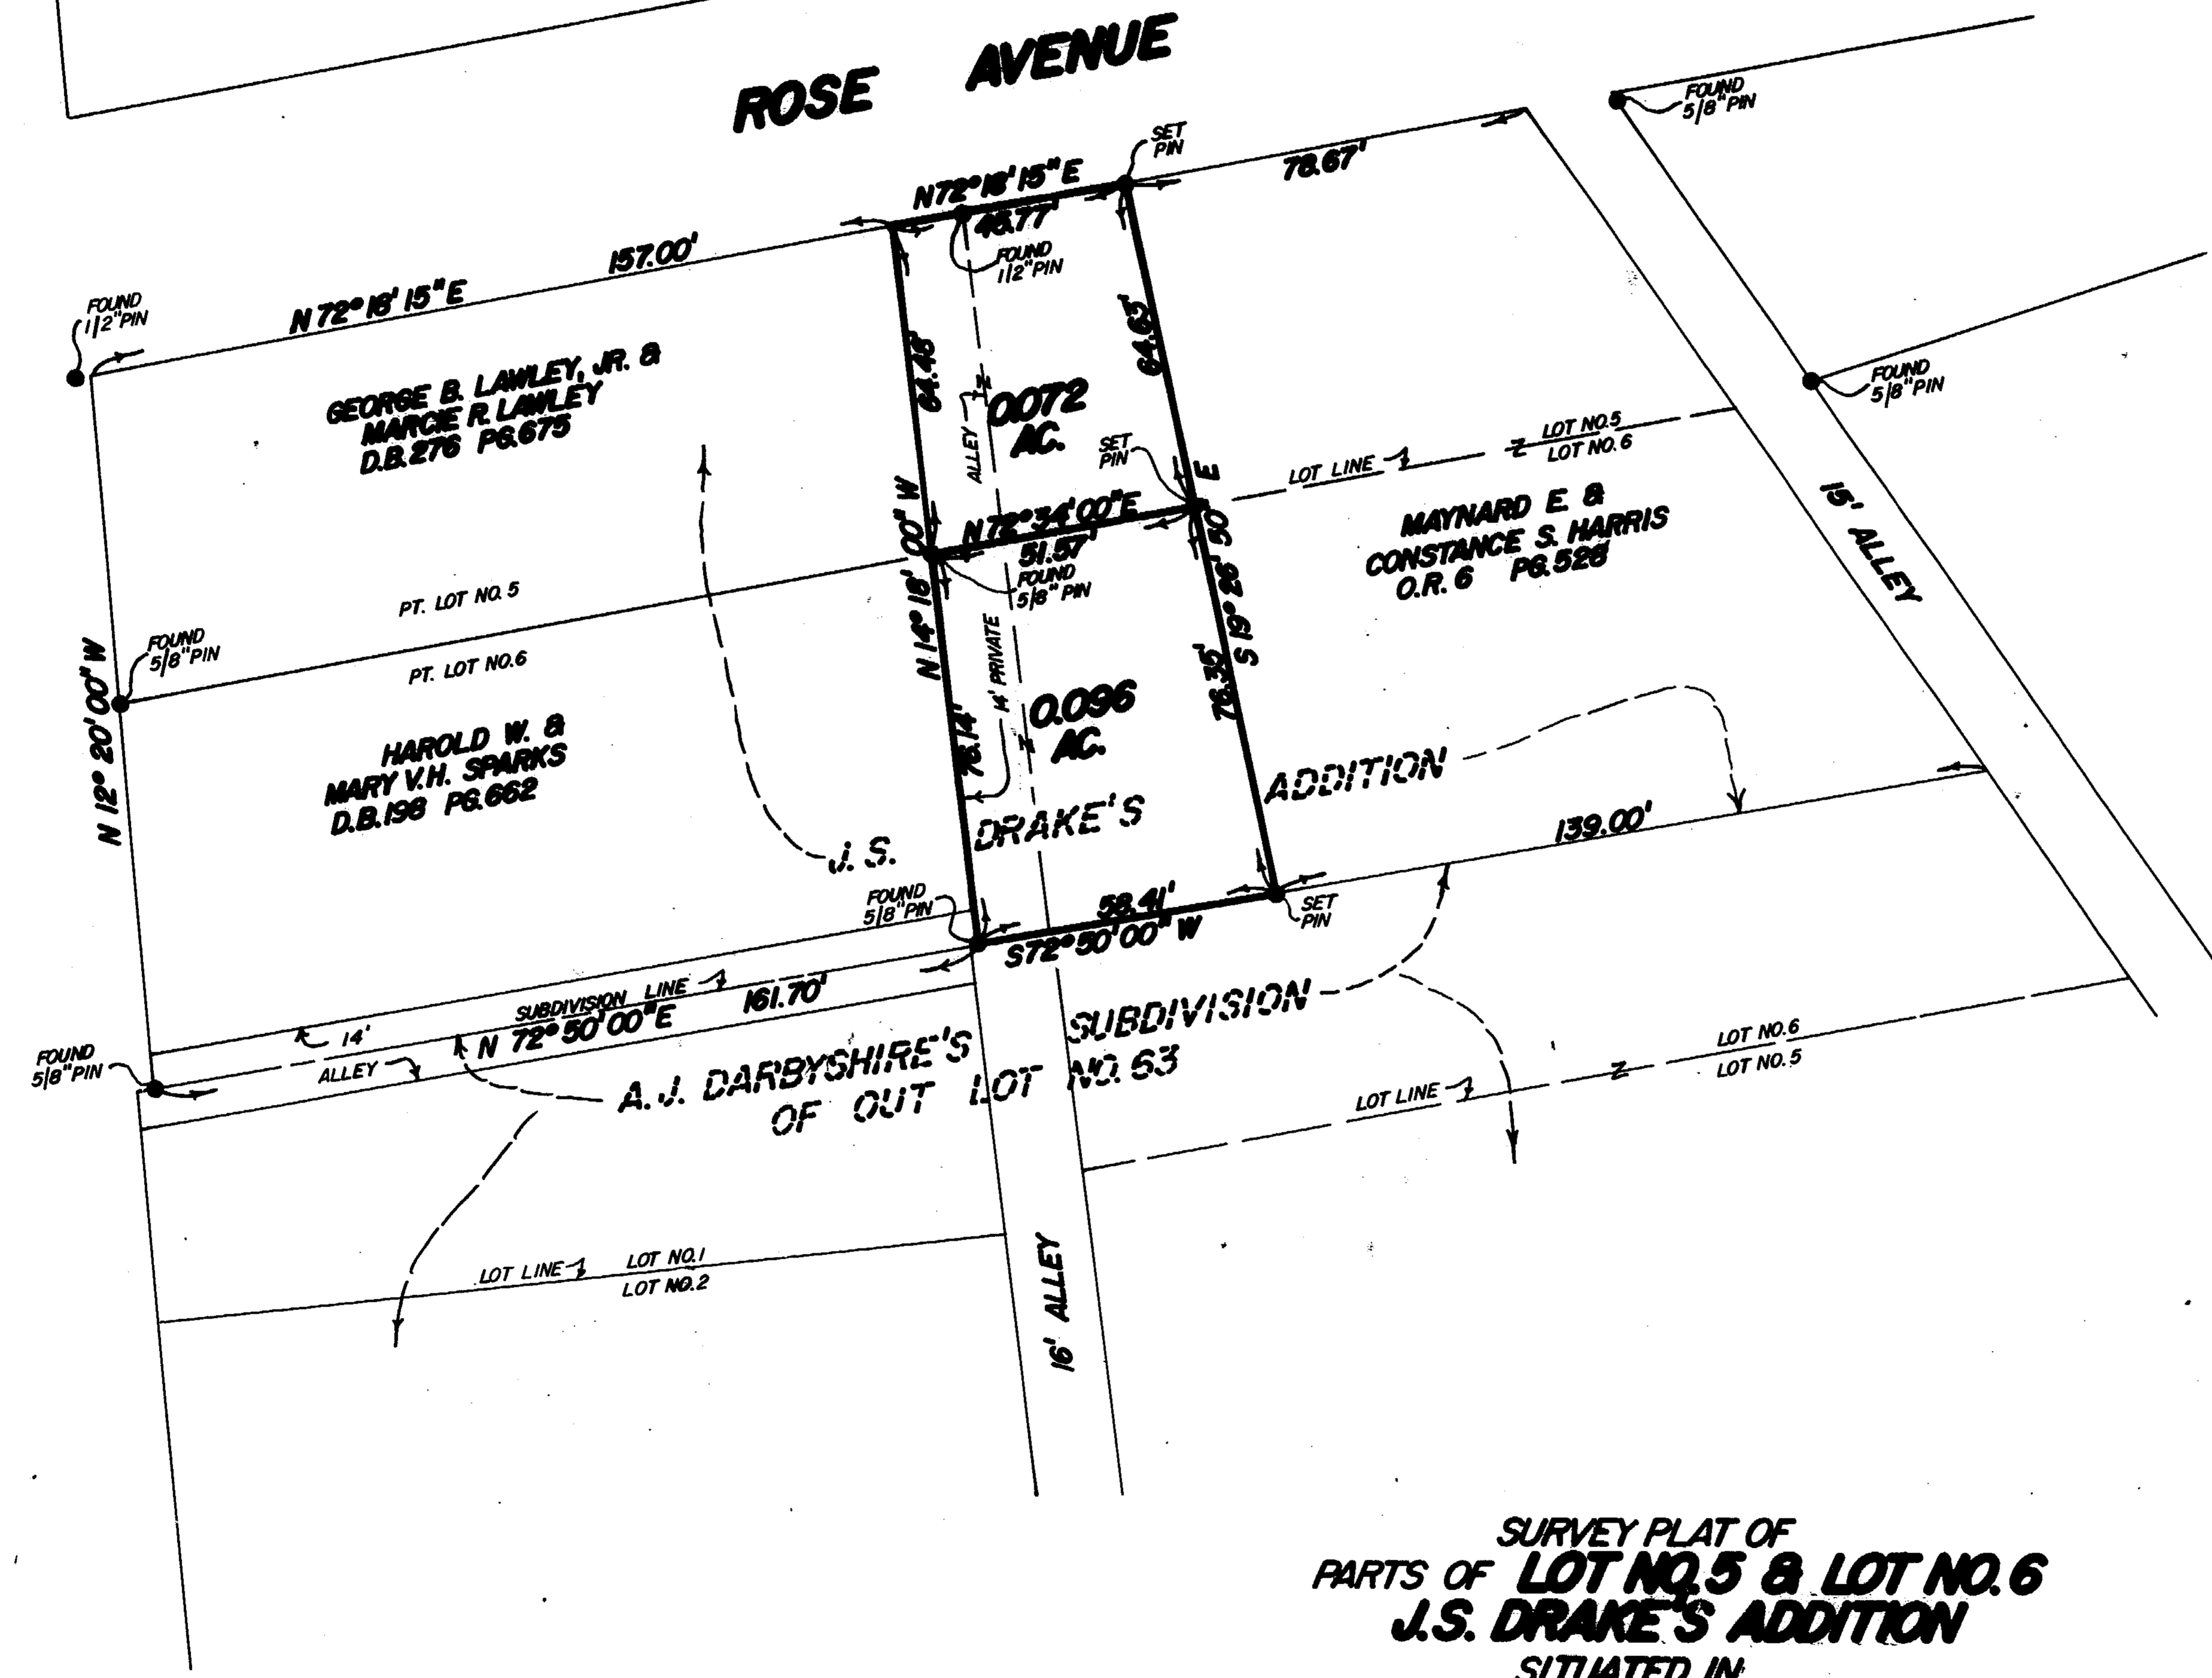 ROSE AVENUE
FOUND
5/8" PIN
SET
PIN
78.67'
N 72° 18' 15" E
46.77'
FOUND
1/2" PIN
157.00'
N 72° 18' 15" E
FOUND
1/2" PIN
GEORGE B. LAWLEY, JR. &
MARCIE R. LAWLEY
D.B. 276 PG. 675
64.48'
64.63'
ALLEY
Z
0.072
AC.
SET
PIN
FOUND
5/8" PIN
LOT LINE
Z
LOT NO. 5
LOT NO. 6
MAYNARD E. &
CONSTANCE S. HARRIS
O.R. 6 PG. 528
15' ALLEY
N 72° 34' 00" E
51.57'
FOUND
5/8" PIN
N 14° 18' 00" W
S 19° 26' 50" E
PT. LOT NO. 5
PT. LOT NO. 6
FOUND
5/8" PIN
N 12° 20' 00" W
HAROLD W. &
MARY V.H. SPARKS
D.B. 198 PG. 662
14' PRIVATE
76.14'
76.35'
0.096
AC.
Z
J. S. DRAKE'S ADDITION
139.00'
FOUND
5/8" PIN
58.41'
S 72° 50' 00" W
SET
PIN
SUBDIVISION LINE
161.70'
N 72° 50' 00" E
14'
ALLEY
FOUND
5/8" PIN
A. J. DARBYSHIRE'S SUBDIVISION
OF OUT LOT NO. 63
LOT LINE
Z
LOT NO. 6
LOT NO. 5
LOT LINE
LOT NO. 1
LOT NO. 2
16' ALLEY
SURVEY PLAT OF
PARTS OF LOT NO. 5 & LOT NO. 6
J.S. DRAKE'S ADDITION
SITUATED IN